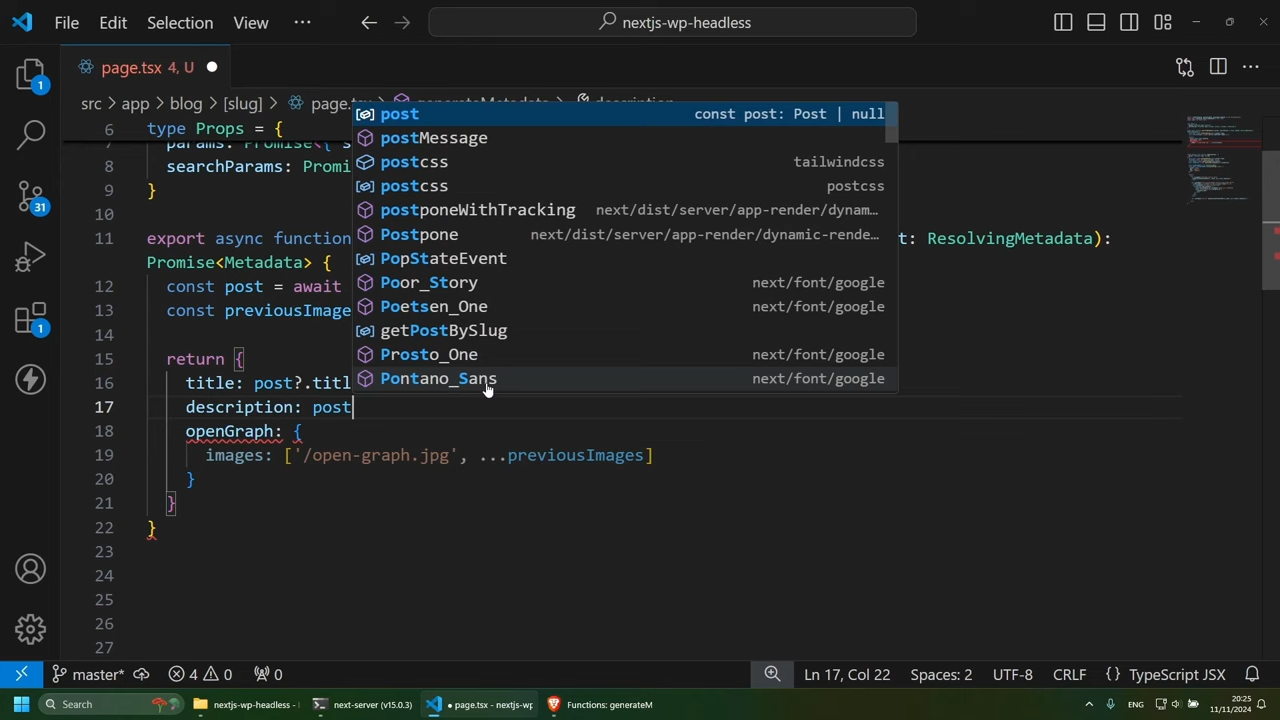 File Edit Selection View ··· nextjs-wp-headless
page.tsx 4, U
src > app > blog > [slug] > page.tsx > generateMetadata > description
6 type Props = {
7 params: Promise<{ s
8 searchParams: Promi
9 }
10
11 export async function t: ResolvingMetadata):
Promise<Metadata> {
12 const post = await
13 const previousImage
14
15 return {
16 title: post?.titl
17 description: post
18 openGraph: {
19 images: ['/open-graph.jpg', ...previousImages]
20 }
21 }
22 }
23
24
25
26
27
post const post: Post | null
postMessage
postcss tailwindcss
postcss postcss
postponeWithTracking next/dist/server/app-render/dynam…
Postpone next/dist/server/app-render/dynamic-rende…
PopStateEvent
Poor_Story next/font/google
Poetsen_One next/font/google
getPostBySlug
Prosto_One next/font/google
Pontano_Sans next/font/google
1
31
1
master* 4 0 0 Ln 17, Col 22 Spaces: 2 UTF-8 CRLF {} TypeScript JSX
Search nextjs-wp-headless - next-server (v15.0.3) • page.tsx - nextjs-wp Functions: generateM ENG 20:25
11/11/2024